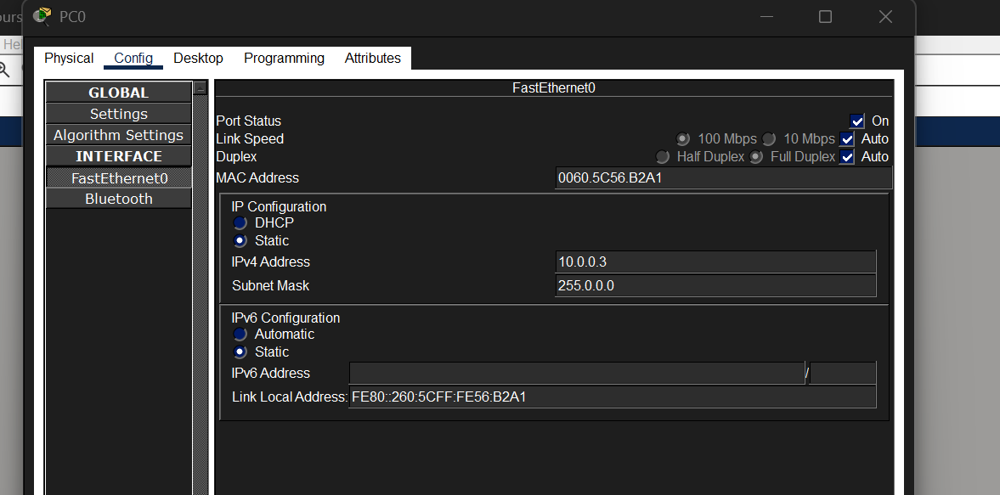 PC0
Physical Config Desktop Programming Attributes
GLOBAL
Settings
Algorithm Settings
INTERFACE
FastEthernet0
Bluetooth
FastEthernet0
Port Status On
Link Speed 100 Mbps 10 Mbps Auto
Duplex Half Duplex Full Duplex Auto
MAC Address 0060.5C56.B2A1
IP Configuration
DHCP
Static
IPv4 Address 10.0.0.3
Subnet Mask 255.0.0.0
IPv6 Configuration
Automatic
Static
IPv6 Address /
Link Local Address: FE80::260:5CFF:FE56:B2A1